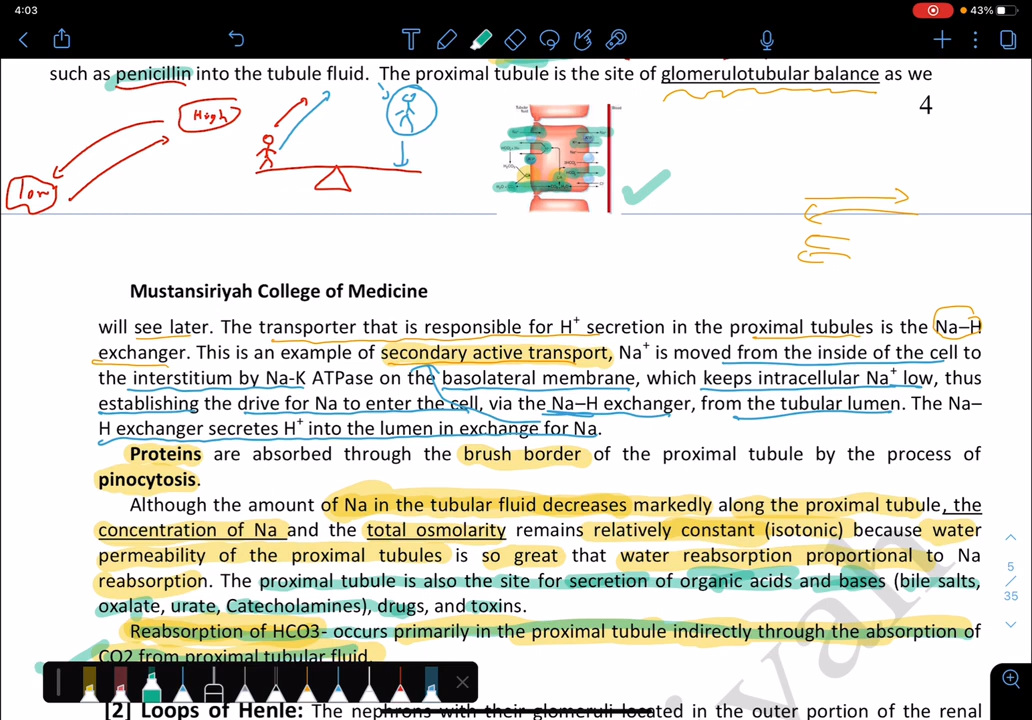 4:03
43%
such as penicillin into the tubule fluid. The proximal tubule is the site of glomerulotubular balance as we
High
low
4
Tubular fluid
Blood
Mustansiriyah College of Medicine
will see later. The transporter that is responsible for H+ secretion in the proximal tubules is the Na–H
exchanger. This is an example of secondary active transport, Na+ is moved from the inside of the cell to
the interstitium by Na-K ATPase on the basolateral membrane, which keeps intracellular Na+ low, thus
establishing the drive for Na to enter the cell, via the Na–H exchanger, from the tubular lumen. The Na–
H exchanger secretes H+ into the lumen in exchange for Na.
Proteins are absorbed through the brush border of the proximal tubule by the process of
pinocytosis.
Although the amount of Na in the tubular fluid decreases markedly along the proximal tubule, the
concentration of Na and the total osmolarity remains relatively constant (isotonic) because water
permeability of the proximal tubules is so great that water reabsorption proportional to Na
reabsorption. The proximal tubule is also the site for secretion of organic acids and bases (bile salts,
oxalate, urate, Catecholamines), drugs, and toxins.
Reabsorption of HCO3- occurs primarily in the proximal tubule indirectly through the absorption of
CO2 from proximal tubular fluid.
[2] Loops of Henle: The nephrons with their glomeruli located in the outer portion of the renal
5
35